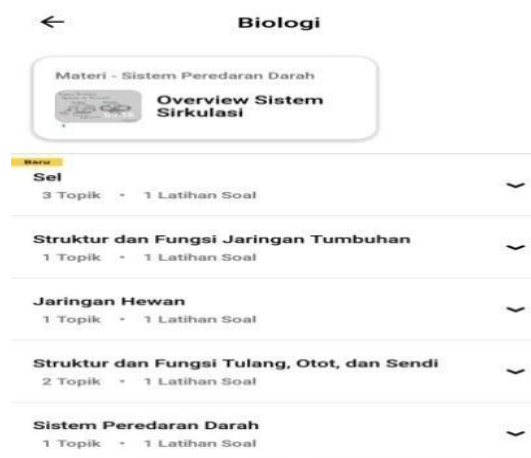 Biologi
Materi - Sistem Peredaran Darah
Overview Sistem
Sirkulasi
Baru
Sel
3 Topik • 1 Latihan Soal
Struktur dan Fungsi Jaringan Tumbuhan
1 Topik • 1 Latihan Soal
Jaringan Hewan
1 Topik • 1 Latihan Soal
Struktur dan Fungsi Tulang, Otot, dan Sendi
2 Topik • 1 Latihan Soal
Sistem Peredaran Darah
1 Topik • 1 Latihan Soal